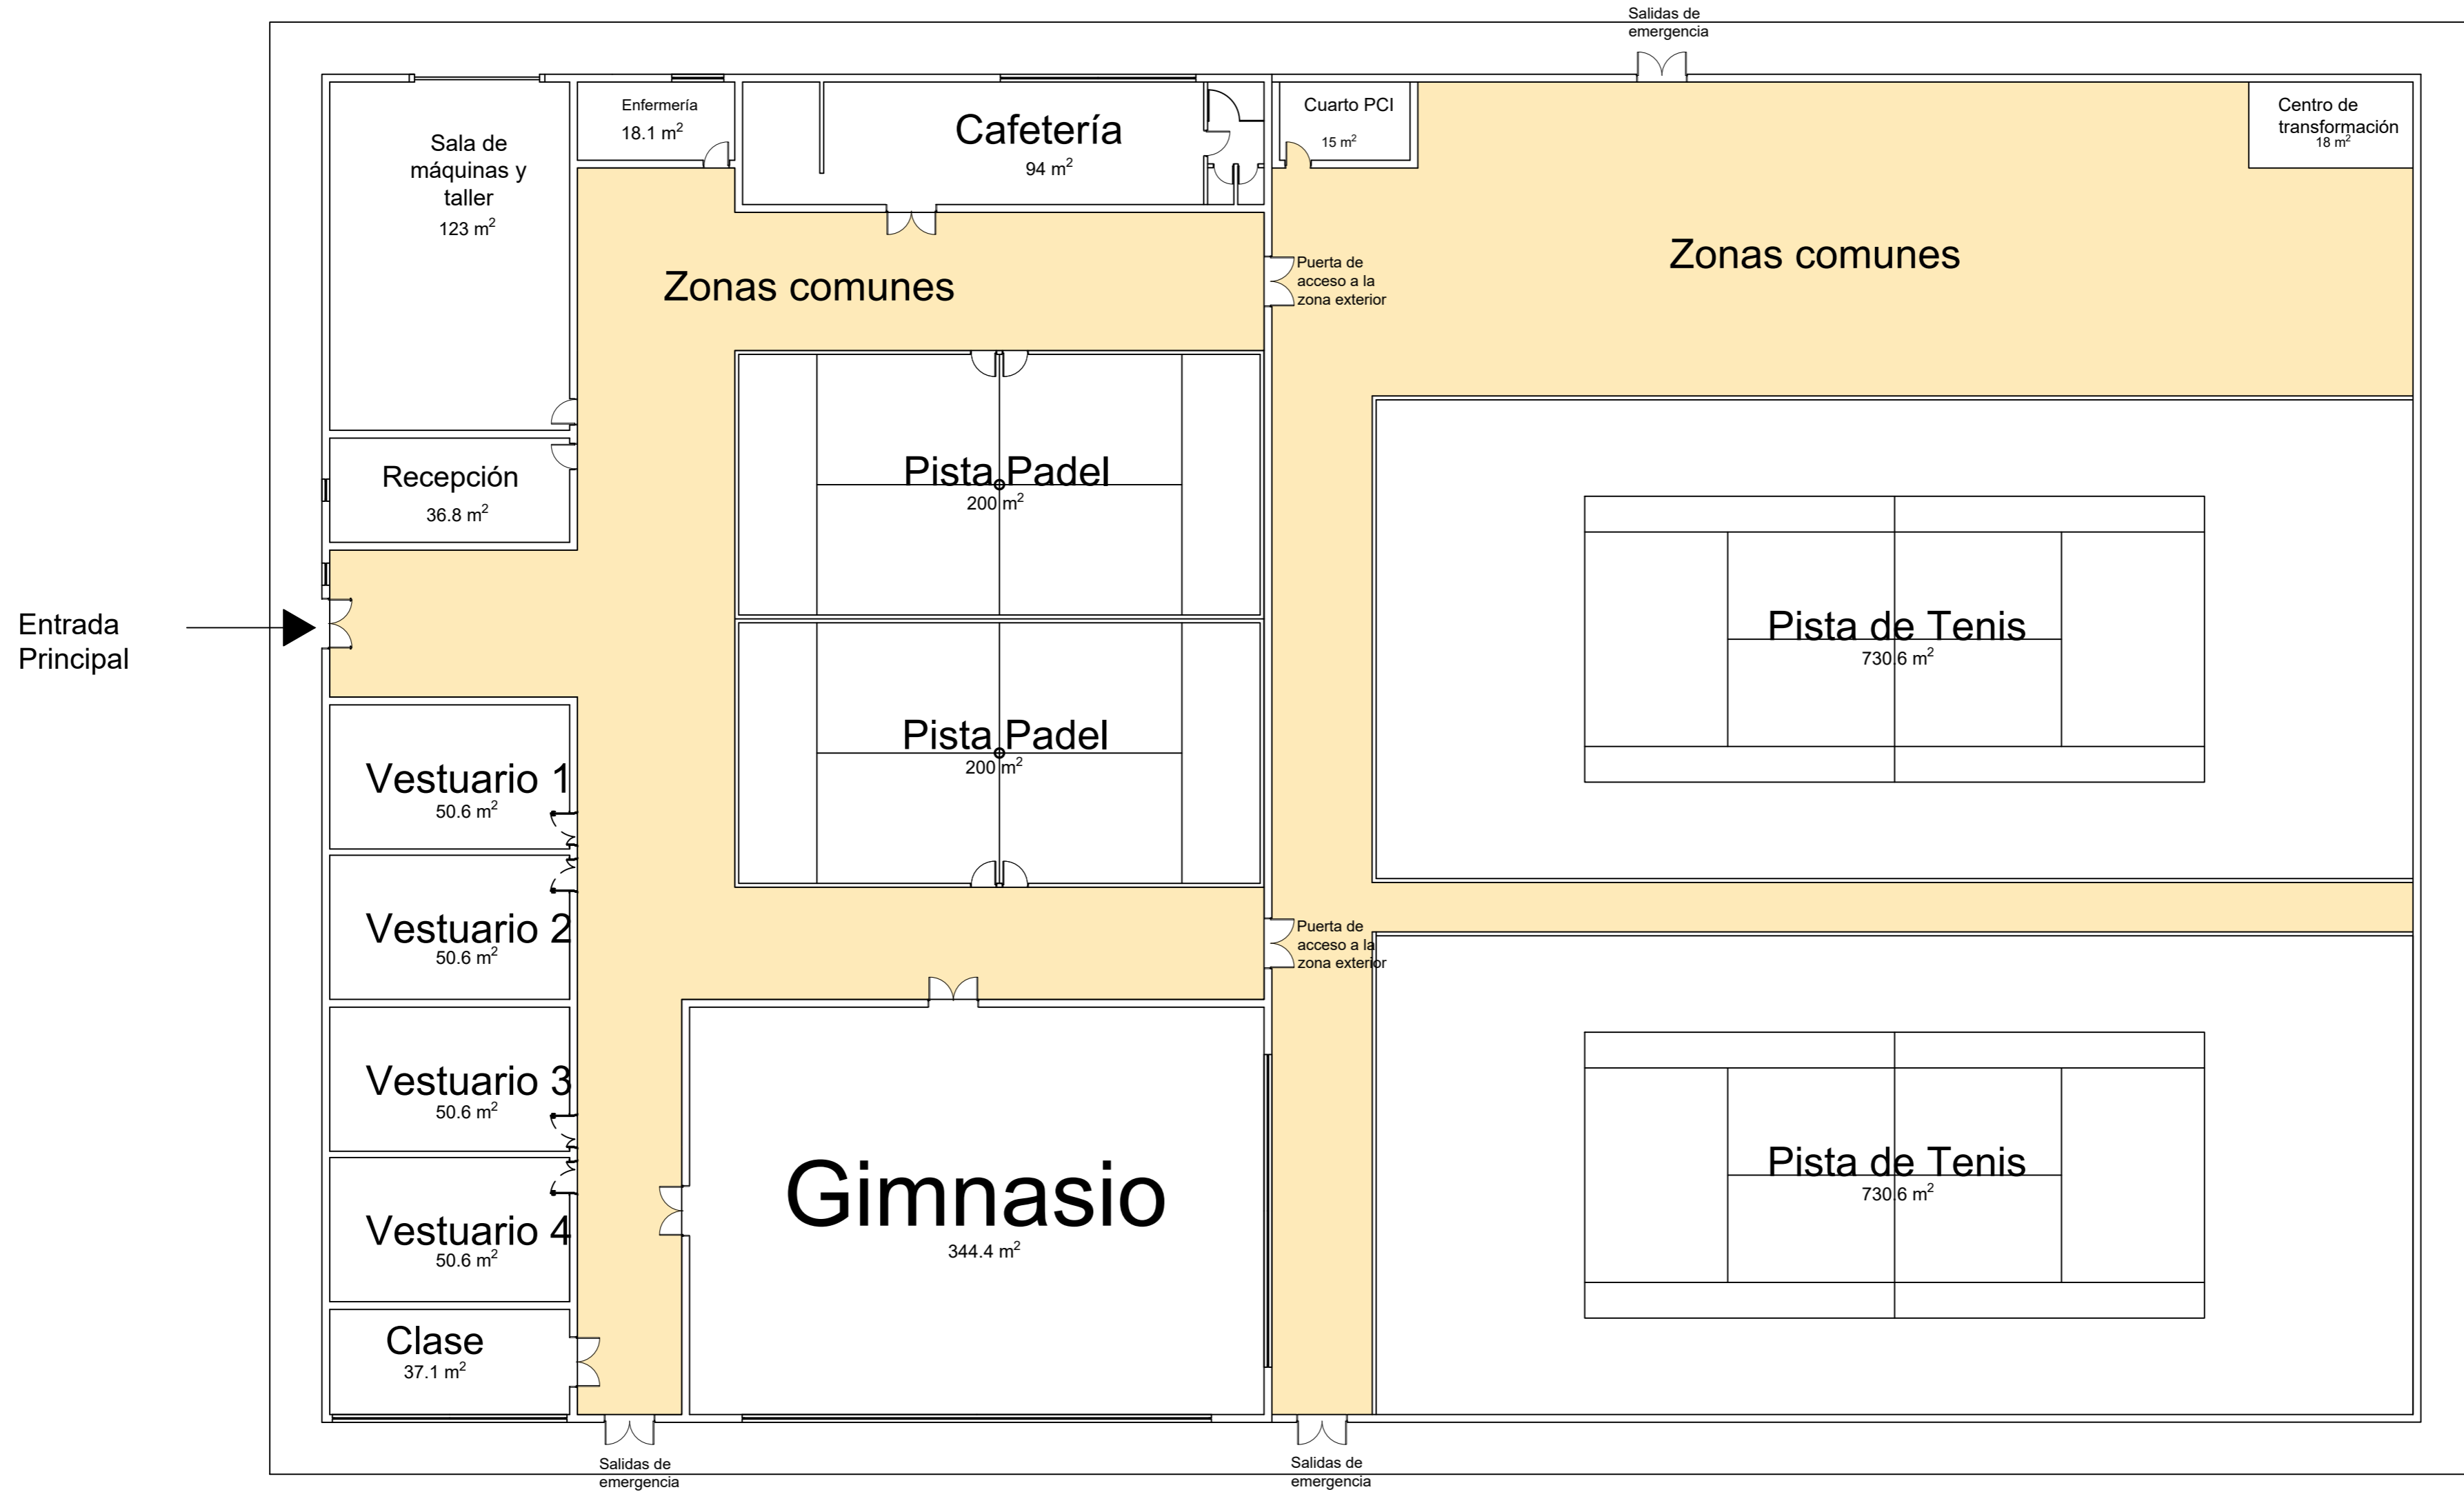 Salidas de
emergencia
Enfermería
18.1 m²
Cafetería
94 m²
Cuarto PCI
15 m²
Centro de
transformación
18 m²
Sala de
máquinas y
taller
123 m²
Zonas comunes
Puerta de
acceso a la
zona exterior
Zonas comunes
Recepción
36.8 m²
Pista Padel
200 m²
Entrada
Principal
Pista de Tenis
730.6 m²
Vestuario 1
50.6 m²
Pista Padel
200 m²
Vestuario 2
50.6 m²
Puerta de
acceso a la
zona exterior
Vestuario 3
50.6 m²
Gimnasio
344.4 m²
Pista de Tenis
730.6 m²
Vestuario 4
50.6 m²
Clase
37.1 m²
Salidas de
emergencia
Salidas de
emergencia